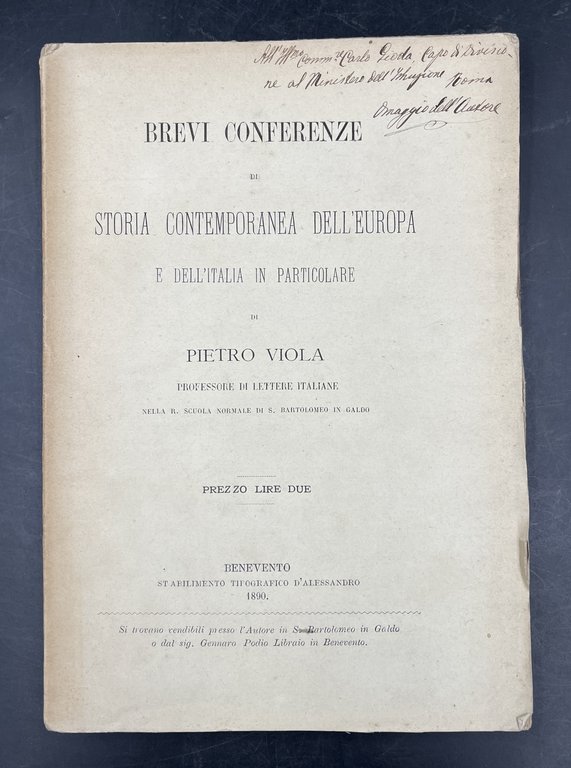 All' Ill.mo Comm.re Carlo Gioda, Capo di Divisio-
ne al Ministero dell'Istruzione Roma
Omaggio dell'Autore
BREVI CONFERENZE
DI
STORIA CONTEMPORANEA DELL'EUROPA
E DELL'ITALIA IN PARTICOLARE
DI
PIETRO VIOLA
PROFESSORE DI LETTERE ITALIANE
NELLA R. SCUOLA NORMALE DI S. BARTOLOMEO IN GALDO
PREZZO LIRE DUE
BENEVENTO
STABILIMENTO TIPOGRAFICO D'ALESSANDRO
1890.
Si trovano vendibili presso l'Autore in S. Bartolomeo in Galdo
o dal sig. Gennaro Podio Libraio in Benevento.